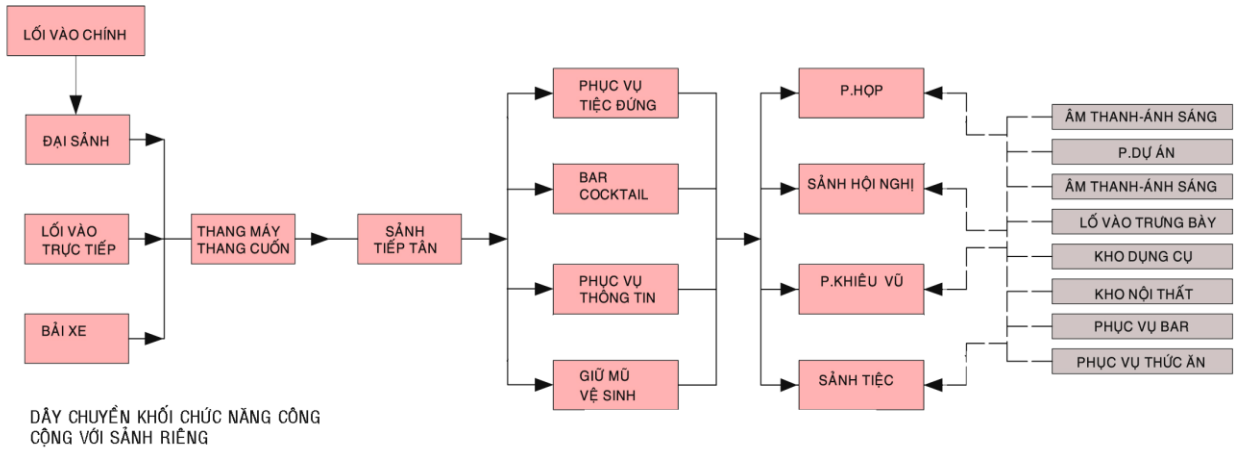 LỐI VÀO CHÍNH
ĐẠI SẢNH
LỐI VÀO
TRỰC TIẾP
BẢI XE
THANG MÁY
THANG CUỐN
SẢNH
TIẾP TÂN
PHỤC VỤ
TIỆC ĐỨNG
BAR
COCKTAIL
PHỤC VỤ
THÔNG TIN
GIỮ MŨ
VỆ SINH
P.HỌP
SẢNH HỘI NGHỊ
P.KHIÊU VŨ
SẢNH TIỆC
ÂM THANH-ÁNH SÁNG
P.DỰ ÁN
ÂM THANH-ÁNH SÁNG
LỐ VÀO TRƯNG BÀY
KHO DỤNG CỤ
KHO NỘI THẤT
PHỤC VỤ BAR
PHỤC VỤ THỨC ĂN
DÂY CHUYỀN KHỐI CHỨC NĂNG CÔNG
CỘNG VỚI SẢNH RIÊNG